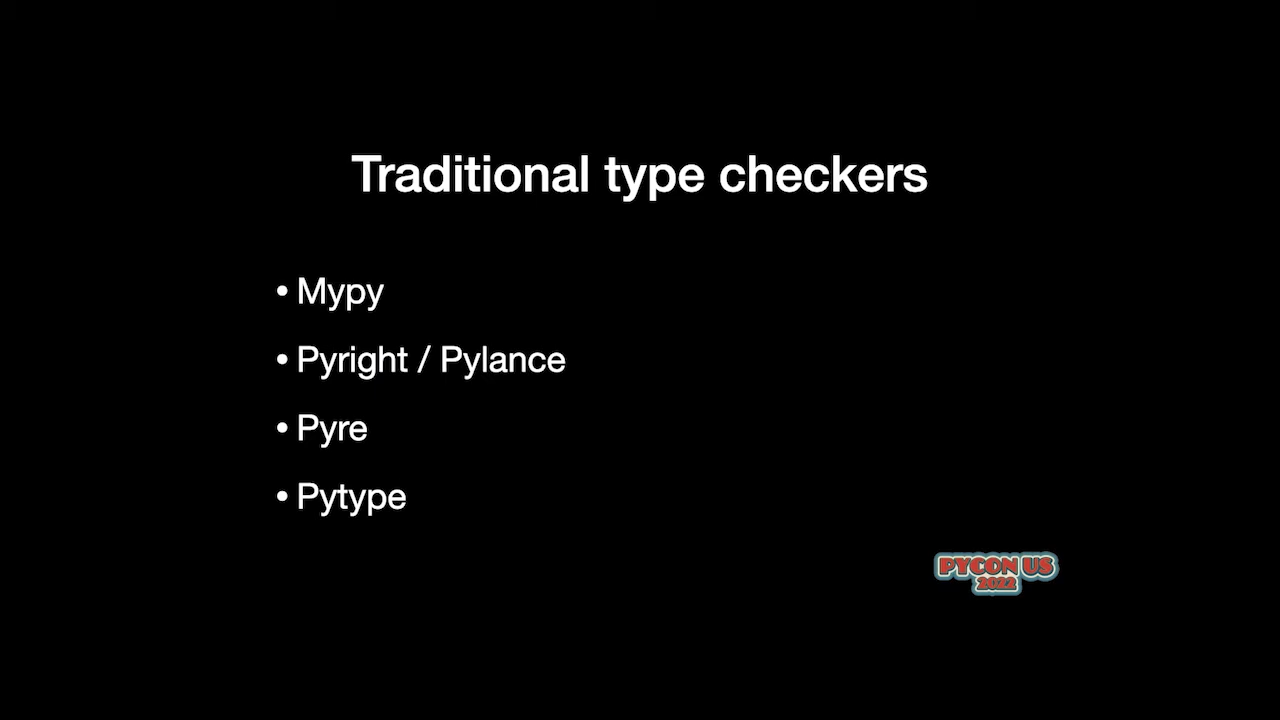 Traditional type checkers
• Mypy
• Pyright / Pylance
• Pyre
• Pytype
PYCON US
2022